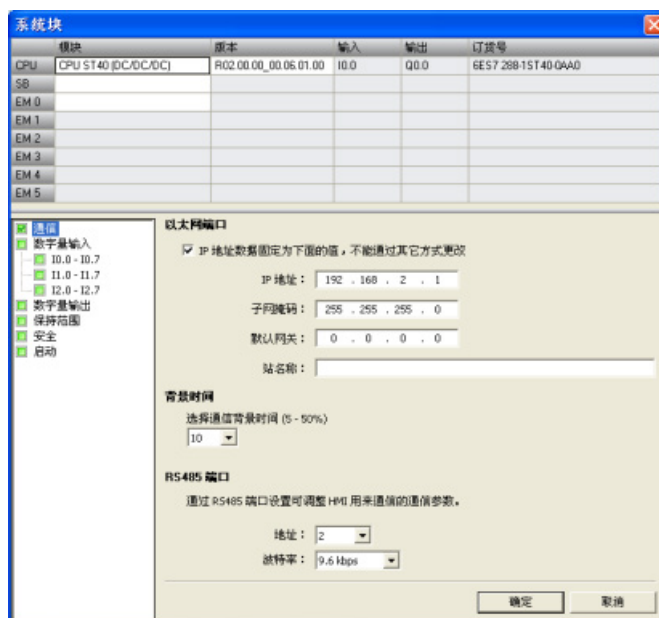 系统块
模块 版本 输入 输出 订货号
CPU CPU ST40 (DC/DC/DC) R02.00.00_00.06.01.00 I0.0 Q0.0 6ES7 288-1ST40-0AA0
SB
EM 0
EM 1
EM 2
EM 3
EM 4
EM 5
通信
数字量输入
I0.0 - I0.7
I1.0 - I1.7
I2.0 - I2.7
数字量输出
保持范围
安全
启动
以太网端口
IP 地址数据固定为下面的值，不能通过其它方式更改
IP 地址： 192 . 168 . 2 . 1
子网掩码： 255 . 255 . 255 . 0
默认网关： 0 . 0 . 0 . 0
站名称：
背景时间
选择通信背景时间 (5 - 50%)
10
RS485 端口
通过 RS485 端口设置可调整 HMI 用来通信的通信参数。
地址： 2
波特率： 9.6 kbps
确定 取消